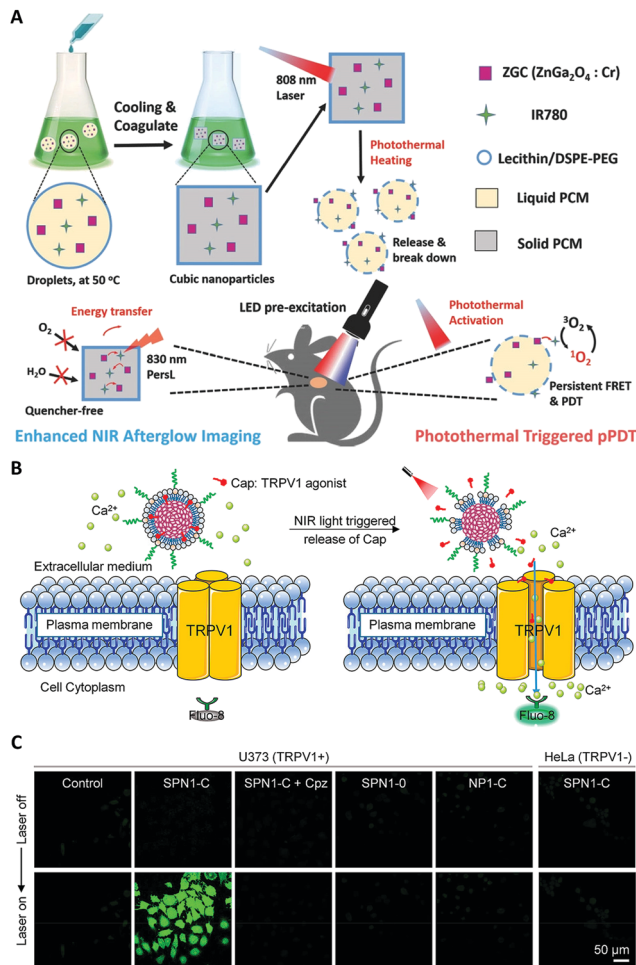 A
Cooling &
Coagulate
808 nm
Laser
Photothermal
Heating
ZGC (ZnGa₂O₄ : Cr)
IR780
Lecithin/DSPE-PEG
Liquid PCM
Solid PCM
Droplets, at 50 °C
Cubic nanoparticles
Release &
break down
Energy transfer
O₂
H₂O
830 nm
PersL
Quencher-free
LED pre-excitation
Photothermal
Activation
³O₂
¹O₂
Persistent FRET
& PDT
Enhanced NIR Afterglow Imaging
Photothermal Triggered pPDT
B
Cap: TRPV1 agonist
Ca²⁺
NIR light triggered
release of Cap
Ca²⁺
Extracellular medium
Plasma membrane
TRPV1
Plasma membrane
TRPV1
Cell Cytoplasm
Fluo-8
Ca²⁺
Fluo-8
C
U373 (TRPV1+)
HeLa (TRPV1-)
Control
SPN1-C
SPN1-C + Cpz
SPN1-0
NP1-C
SPN1-C
Laser off
Laser on
50 µm